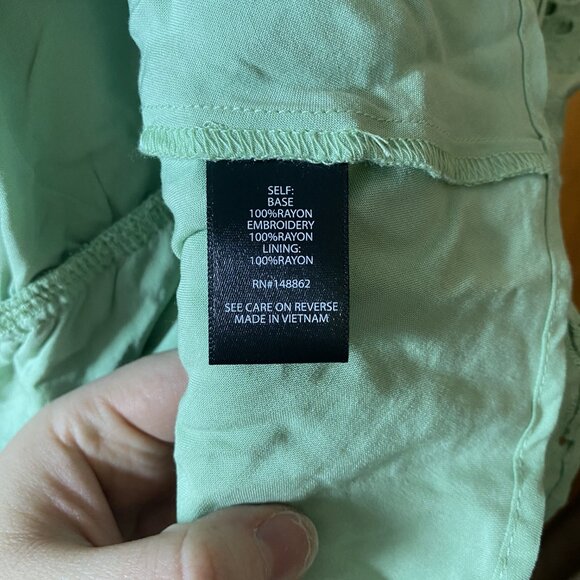 SELF:
BASE
100%RAYON
EMBROIDERY
100%RAYON
LINING:
100%RAYON
RN#148862
SEE CARE ON REVERSE
MADE IN VIETNAM